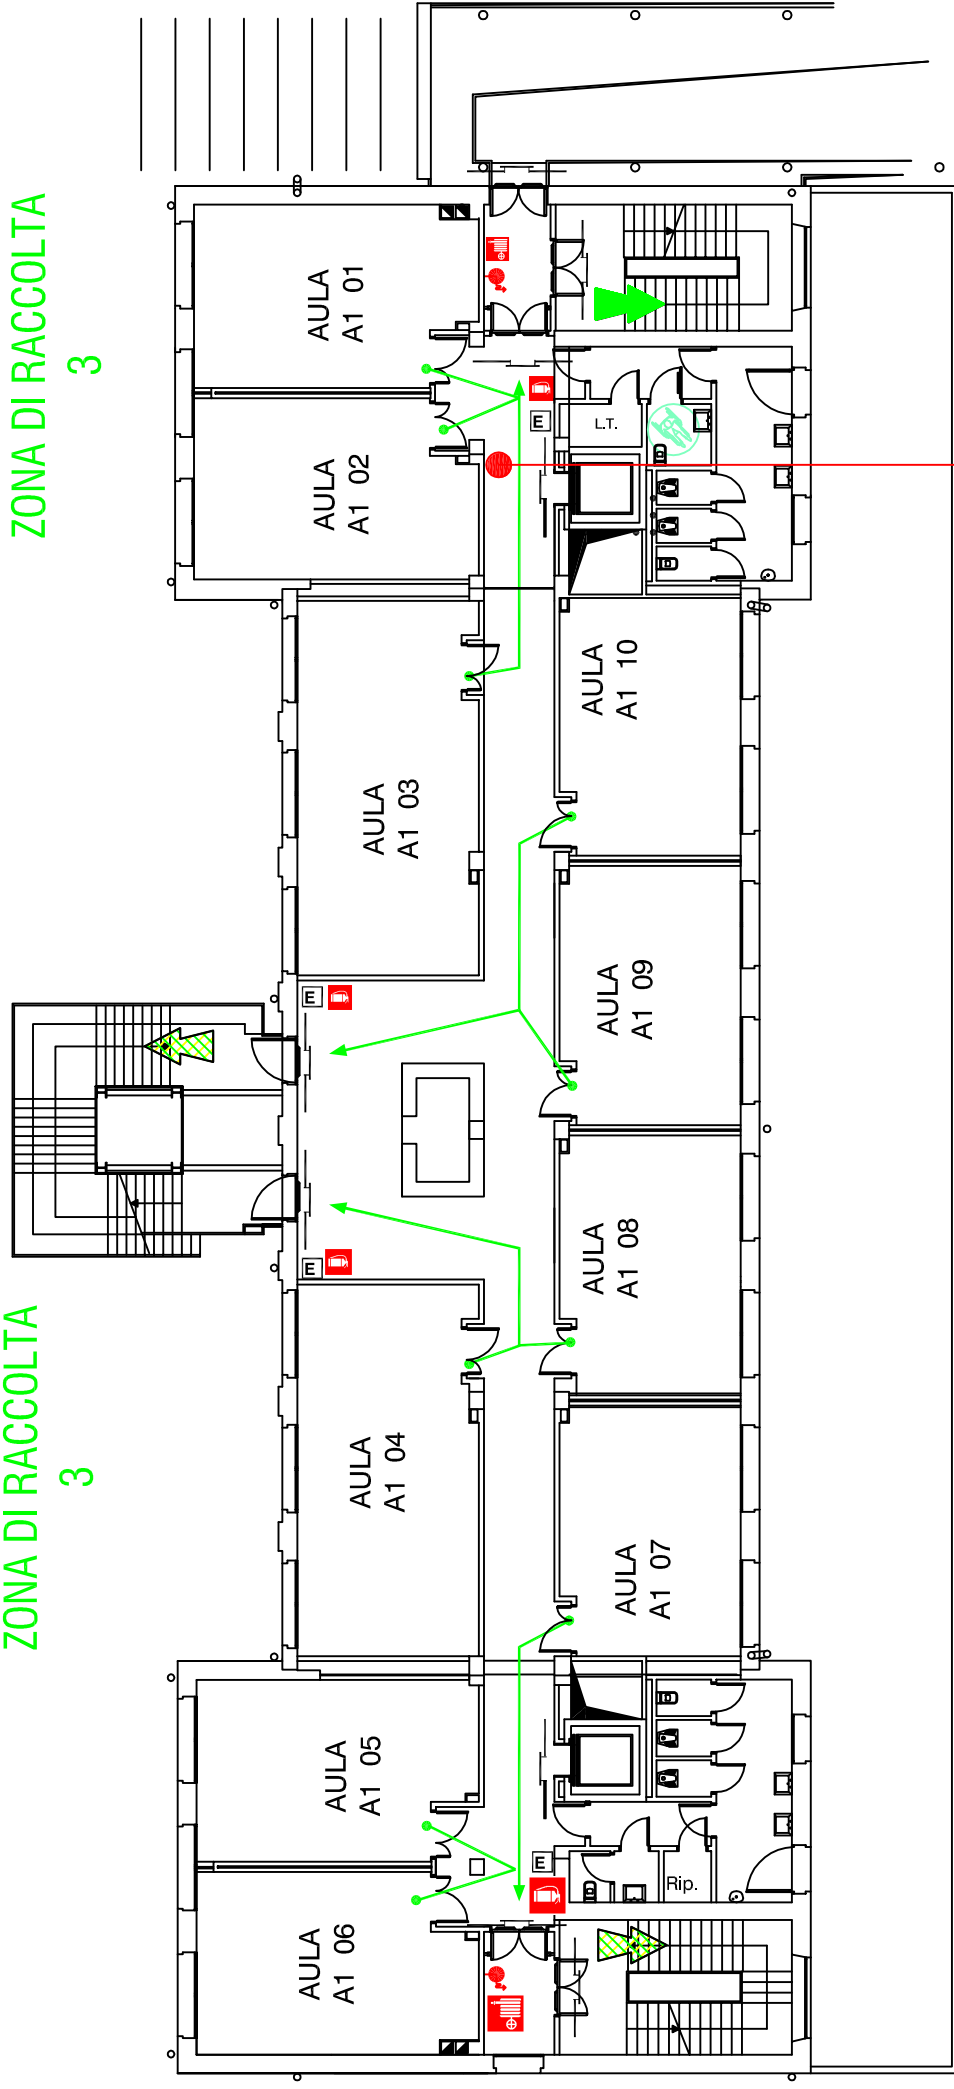 ZONA DI RACCOLTA
3
AULA
A1 01
AULA
A1 02
E
L.T.
AULA
A1 03
AULA
A1 10
E
AULA
A1 09
E
AULA
A1 08
ZONA DI RACCOLTA
3
AULA
A1 04
AULA
A1 07
AULA
A1 05
E
Rip.
AULA
A1 06